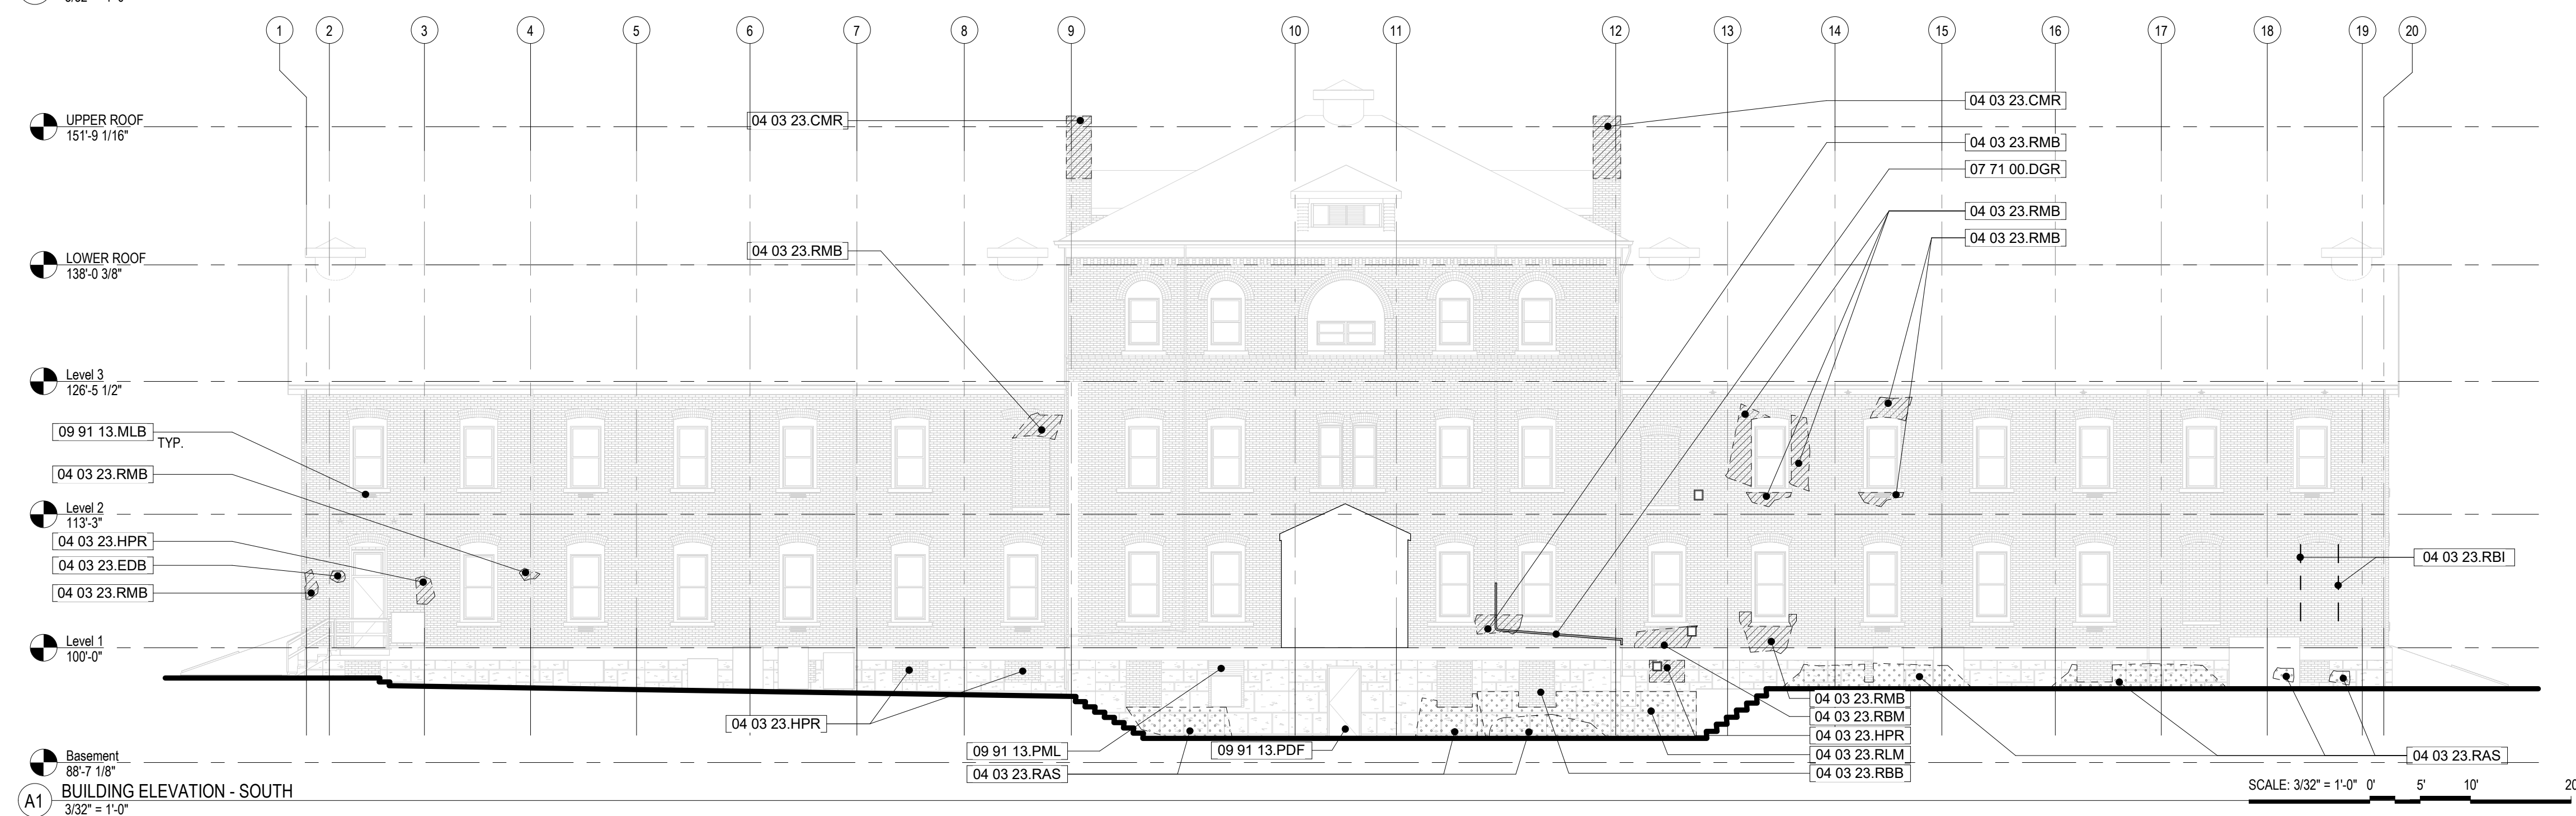 3/32" = 1'-0"
1 2 3 4 5 6 7 8 9 10 11 12 13 14 15 16 17 18 19 20
04 03 23.CMR
UPPER ROOF
151'-9 1/16"
04 03 23.CMR
04 03 23.RMB
07 71 00.DGR
04 03 23.RMB
04 03 23.RMB
04 03 23.RMB
LOWER ROOF
138'-0 3/8"
Level 3
126'-5 1/2"
09 91 13.MLB
TYP.
04 03 23.RMB
Level 2
113'-3"
04 03 23.HPR
04 03 23.EDB
04 03 23.RMB
04 03 23.RBI
Level 1
100'-0"
04 03 23.HPR
04 03 23.RMB
04 03 23.RBM
04 03 23.HPR
04 03 23.RLM
04 03 23.RBB
09 91 13.PML
09 91 13.PDF
04 03 23.RAS
04 03 23.RAS
Basement
88'-7 1/8"
A1 BUILDING ELEVATION - SOUTH
3/32" = 1'-0"
SCALE: 3/32" = 1'-0" 0' 5' 10' 20